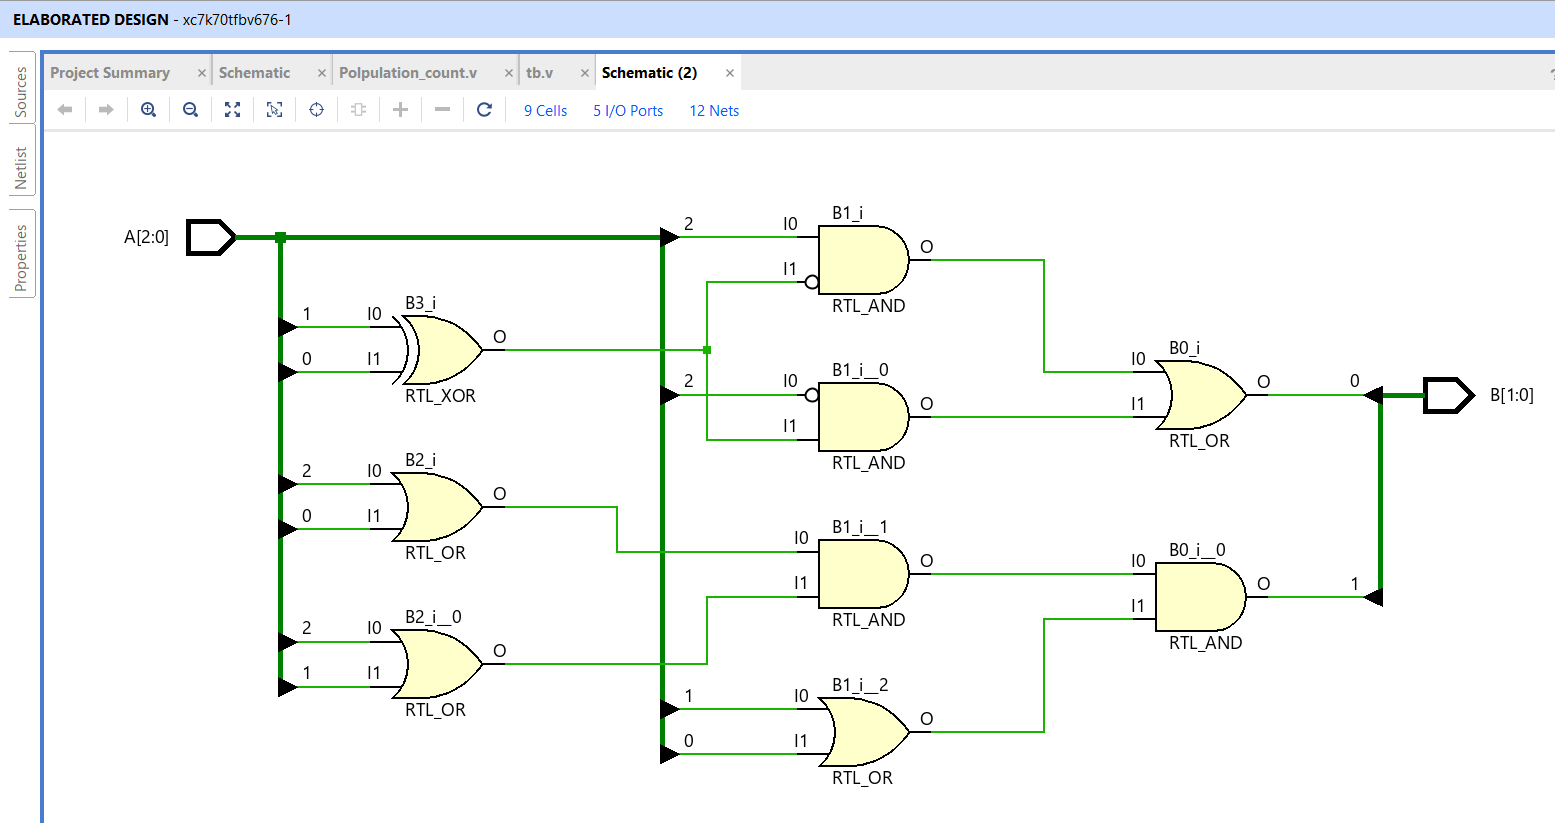 ELABORATED DESIGN - xc7k70tfbv676-1
Sources
Netlist
Properties
Project Summary × Schematic × Polpulation_count.v × tb.v × Schematic (2) ×
9 Cells 5 I/O Ports 12 Nets
A[2:0]
1 I0 B3_i
0 I1 O
RTL_XOR
2 I0 B2_i
0 I1 O
RTL_OR
2 I0 B2_i__0
1 I1 O
RTL_OR
2 I0 B1_i
I1 O
RTL_AND
2 I0 B1_i__0
I1 O
RTL_AND
I0 B1_i__1
I1 O
RTL_AND
1 I0 B1_i__2
0 I1 O
RTL_OR
I0 B0_i
I1 O 0
RTL_OR
I0 B0_i__0
I1 O 1
RTL_AND
B[1:0]